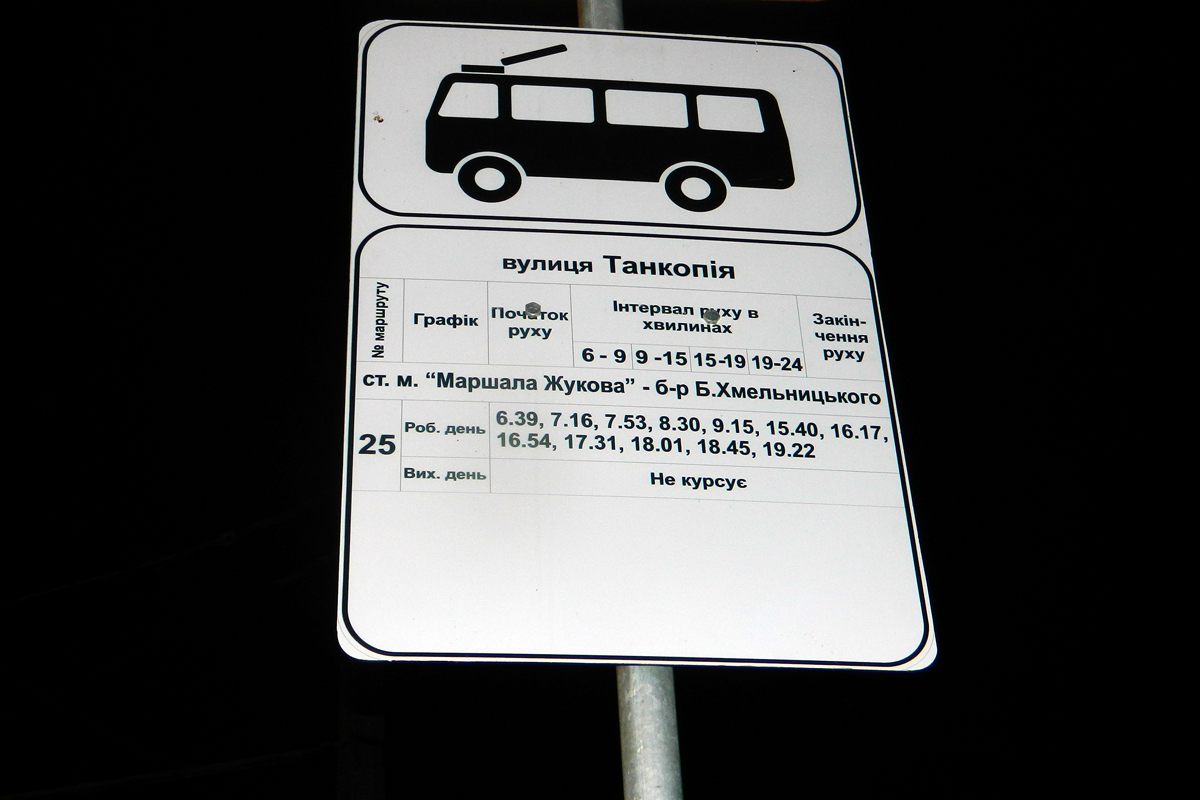 вулиця Танкопія
№ маршруту
Графік
Початок
руху
Інтервал руху в
хвилинах
6 - 9 9 -15 15-19 19-24
Закін-
чення
руху
ст. м. “Маршала Жукова” - б-р Б.Хмельницького
25
Роб. день
6.39, 7.16, 7.53, 8.30, 9.15, 15.40, 16.17,
16.54, 17.31, 18.01, 18.45, 19.22
Вих. день
Не курсує